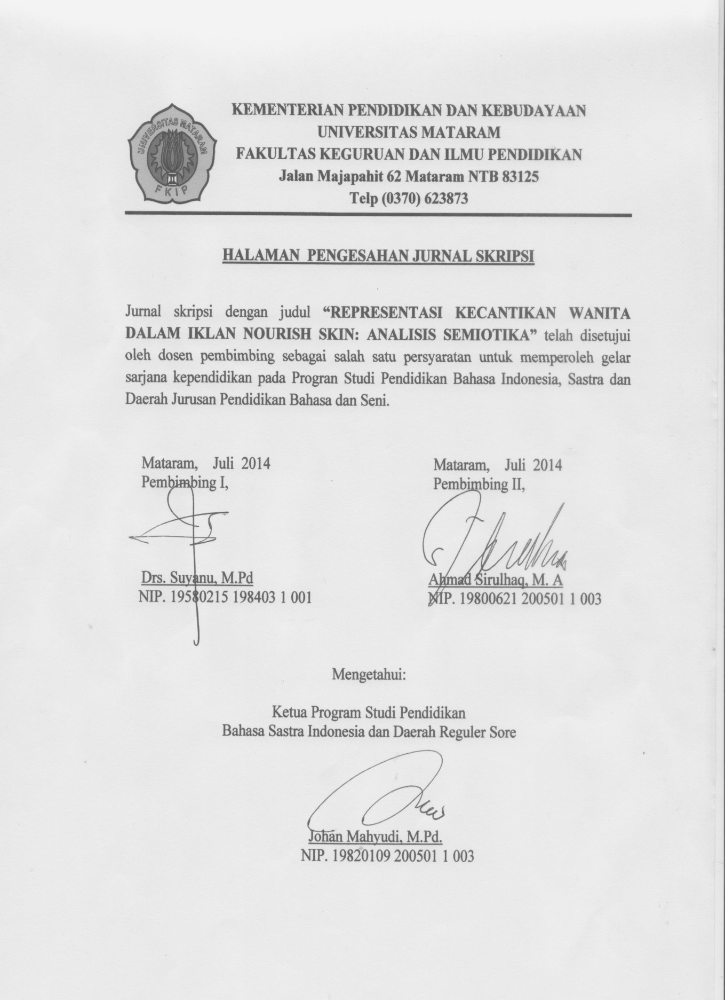 UNIVERSITAS MATARAM
FKIP
KEMENTERIAN PENDIDIKAN DAN KEBUDAYAAN
UNIVERSITAS MATARAM
FAKULTAS KEGURUAN DAN ILMU PENDIDIKAN
Jalan Majapahit 62 Mataram NTB 83125
Telp (0370) 623873
HALAMAN PENGESAHAN JURNAL SKRIPSI
Jurnal skripsi dengan judul “REPRESENTASI KECANTIKAN WANITA
DALAM IKLAN NOURISH SKIN: ANALISIS SEMIOTIKA” telah disetujui
oleh dosen pembimbing sebagai salah satu persyaratan untuk memperoleh gelar
sarjana kependidikan pada Progran Studi Pendidikan Bahasa Indonesia, Sastra dan
Daerah Jurusan Pendidikan Bahasa dan Seni.
Mataram, Juli 2014
Pembimbing I,
Drs. Suyanu, M.Pd
NIP. 19580215 198403 1 001
Mataram, Juli 2014
Pembimbing II,
Ahmad Sirulhaq, M. A
NIP. 19800621 200501 1 003
Mengetahui:
Ketua Program Studi Pendidikan
Bahasa Sastra Indonesia dan Daerah Reguler Sore
Johan Mahyudi, M.Pd.
NIP. 19820109 200501 1 003